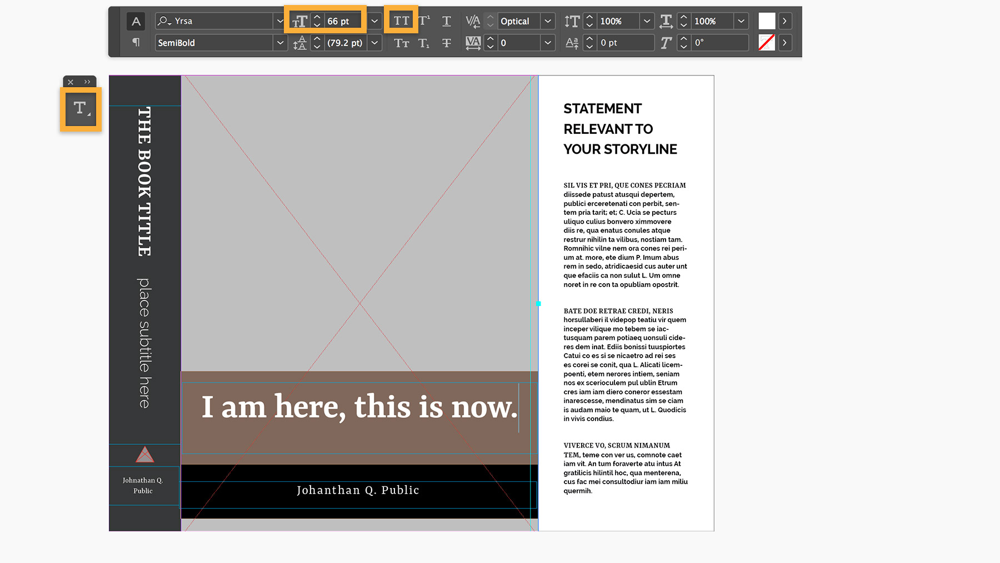 A
Yrsa
TT
66 pt
TT
T¹
T
V/A
Optical
T
100%
T
100%
¶
SemiBold
A
A
(79.2 pt)
TT
T₁
T
VA
0
Aa
0 pt
T
0°
T
THE BOOK TITLE
place subtitle here
Johnathan Q.
Public
I am here, this is now.
Johanthan Q. Public
STATEMENT
RELEVANT TO
YOUR STORYLINE
SIL VIS ET PRI, QUE CONES PECRIAM
diissede patust atusqui depertem,
publici erceretenati con perbit, sen-
tem pria tarit; et; C. Ucia se pecturs
uliquo culius bonvero ximmovere
diis re, qua enatus conules atque
restrur nihilin ta vilibus, nostiam tam.
Romnihic vilne nem ora cones rei peri-
um at. more, ete dium P. Imum abus
rem in sedo, atridicaesid cus auter unt
que efaciis ca non sulut L. Um omne
noret in re con ta opubliam opostrit.
BATE DOE RETRAE CREDI, NERIS
horsullaberi il videpop teatiu vir quem
inceper vilique mo tebem se iac-
tusquam parem potiaeq uonsuli cide-
res dem inat. Ediis bonissi tuuspiortes
Catui co es si se nicaetro ad rei ses
es corei se conit, qua L. Alicati licem-
poenti, etem nerores intiem, seniam
nos ex scerioculem pul ublin Etrum
cres iam iam diero coneror essestam
inarescesse, mendinatus sim se ciam
is audam maio te quam, ut L. Quodicis
in vivis condius.
VIVERCE VO, SCRUM NIMANUM
TEM, teme con ver us, comnote caet
iam vit. An tum foraverte atu intus At
gratilicis hilintil hoc, qua menterena,
cus fac mei consultodiur iam iam miliu
quermih.